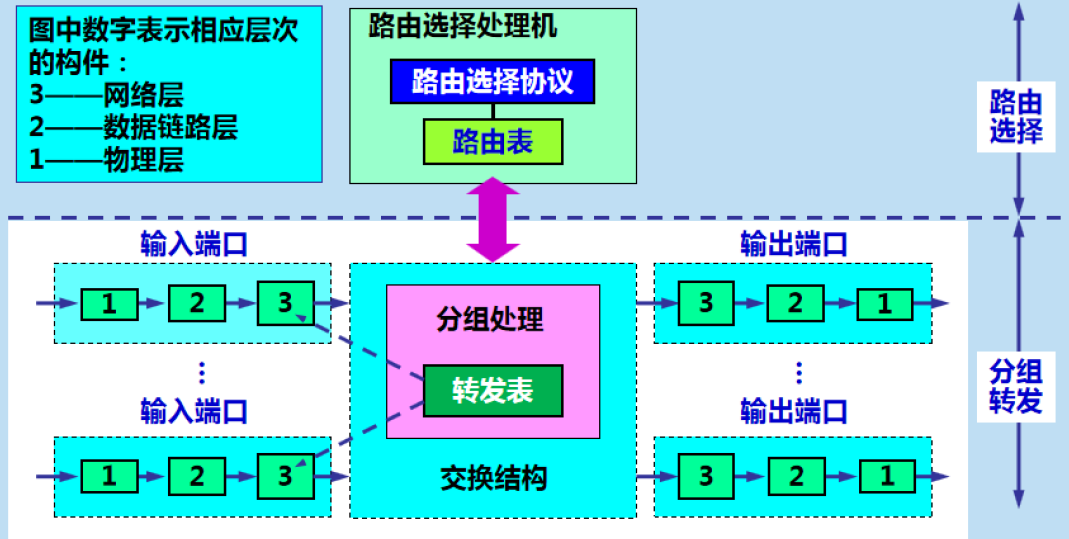 图中数字表示相应层次
的构件：
3——网络层
2——数据链路层
1——物理层
路由选择处理机
路由选择协议
路由表
路由
选择
输入端口
1
2
3
分组处理
转发表
交换结构
输出端口
3
2
1
…
…
输入端口
1
2
3
输出端口
3
2
1
分组
转发